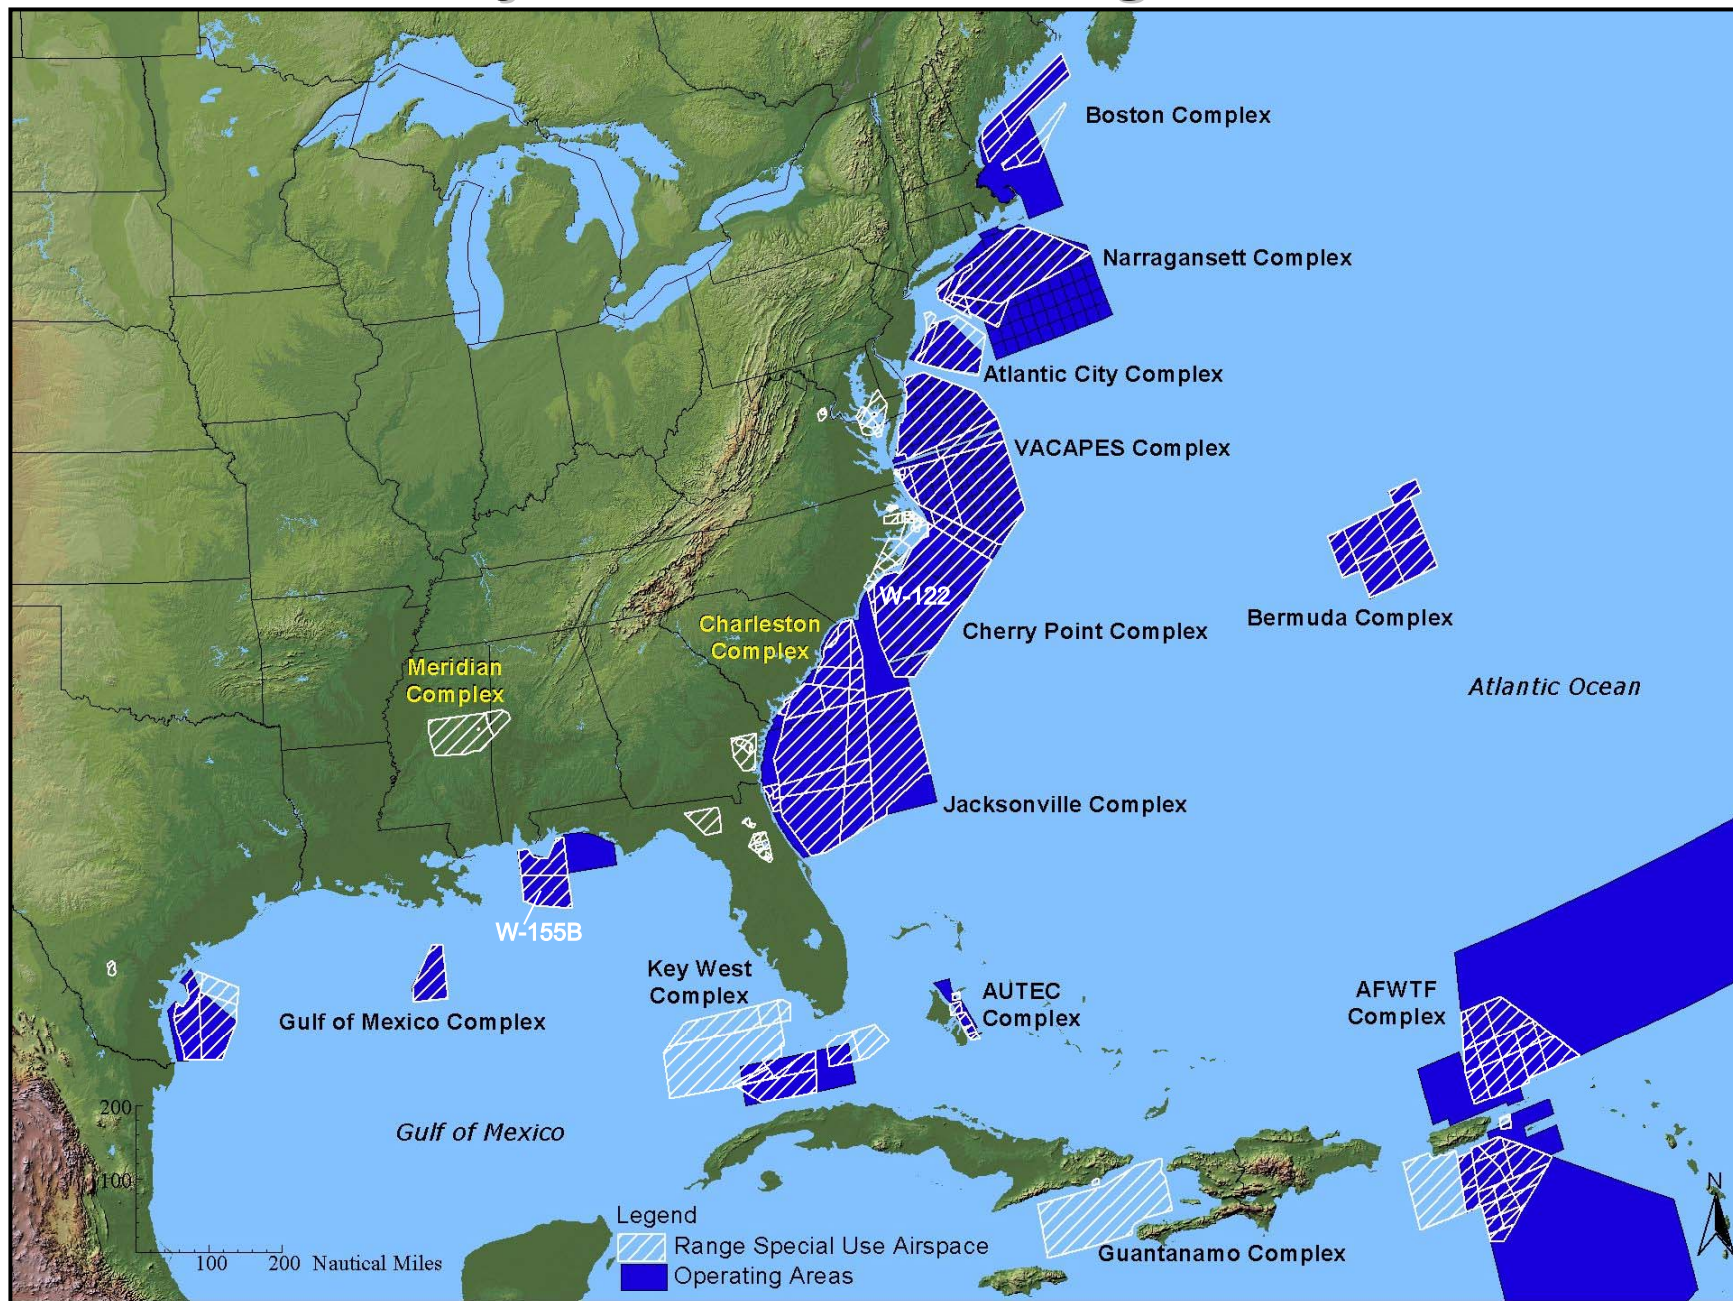 Boston Complex
Narragansett Complex
Atlantic City Complex
VACAPES Complex
W-122
Cherry Point Complex
Bermuda Complex
Charleston
Complex
Meridian
Complex
Atlantic Ocean
Jacksonville Complex
W-155B
Key West
Complex
AUTEC
Complex
AFWTF
Complex
Gulf of Mexico Complex
Gulf of Mexico
Guantanamo Complex
200
100
100 200 Nautical Miles
Legend
Range Special Use Airspace
Operating Areas
N